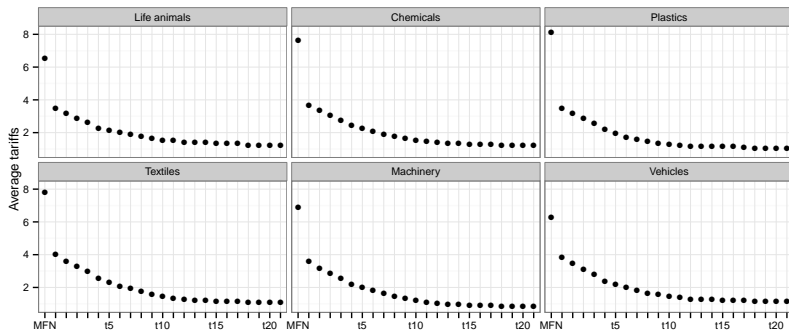 Life animals
Chemicals
Plastics
8
6
4
2
Textiles
Machinery
Vehicles
8
6
4
2
Average tariffs
MFN t5 t10 t15 t20
MFN t5 t10 t15 t20
MFN t5 t10 t15 t20